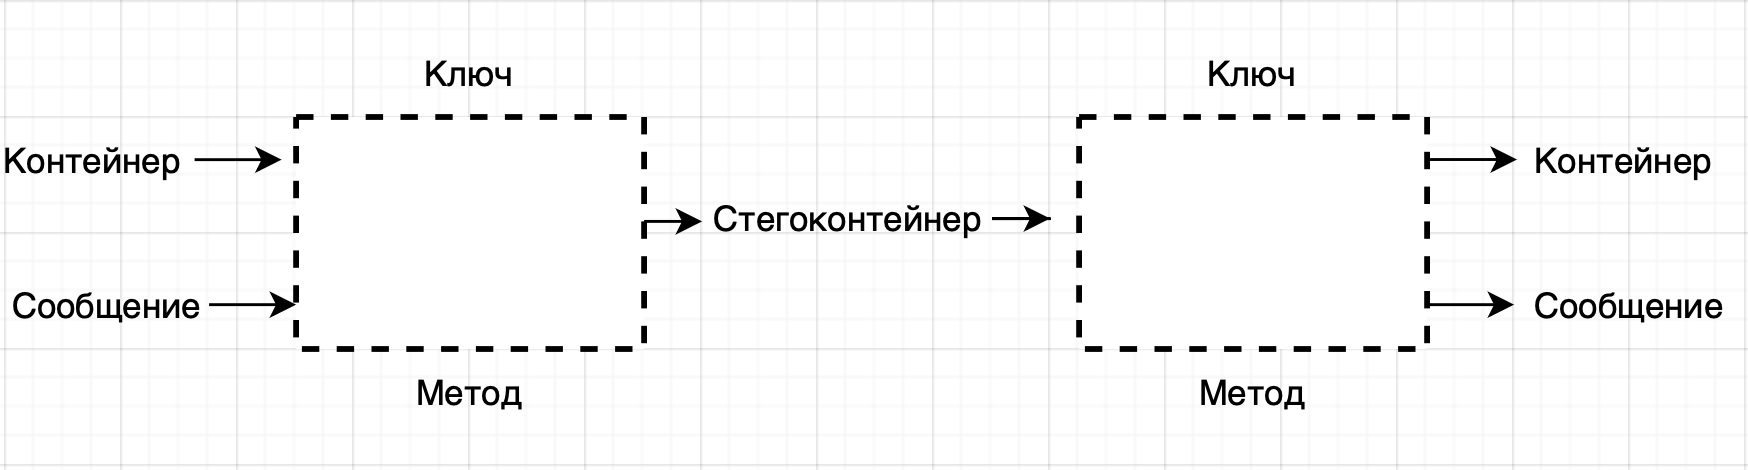 Ключ
Ключ
Контейнер
Контейнер
Стегоконтейнер
Сообщение
Сообщение
Метод
Метод